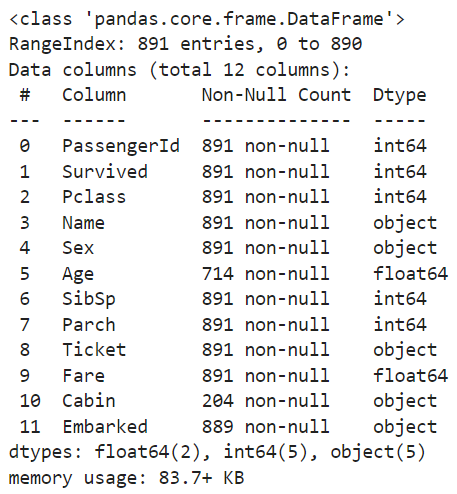 <class 'pandas.core.frame.DataFrame'>
RangeIndex: 891 entries, 0 to 890
Data columns (total 12 columns):
 #   Column       Non-Null Count  Dtype
---  ------       --------------  -----
 0   PassengerId  891 non-null    int64
 1   Survived     891 non-null    int64
 2   Pclass       891 non-null    int64
 3   Name         891 non-null    object
 4   Sex          891 non-null    object
 5   Age          714 non-null    float64
 6   SibSp        891 non-null    int64
 7   Parch        891 non-null    int64
 8   Ticket       891 non-null    object
 9   Fare         891 non-null    float64
 10  Cabin        204 non-null    object
 11  Embarked     889 non-null    object
dtypes: float64(2), int64(5), object(5)
memory usage: 83.7+ KB